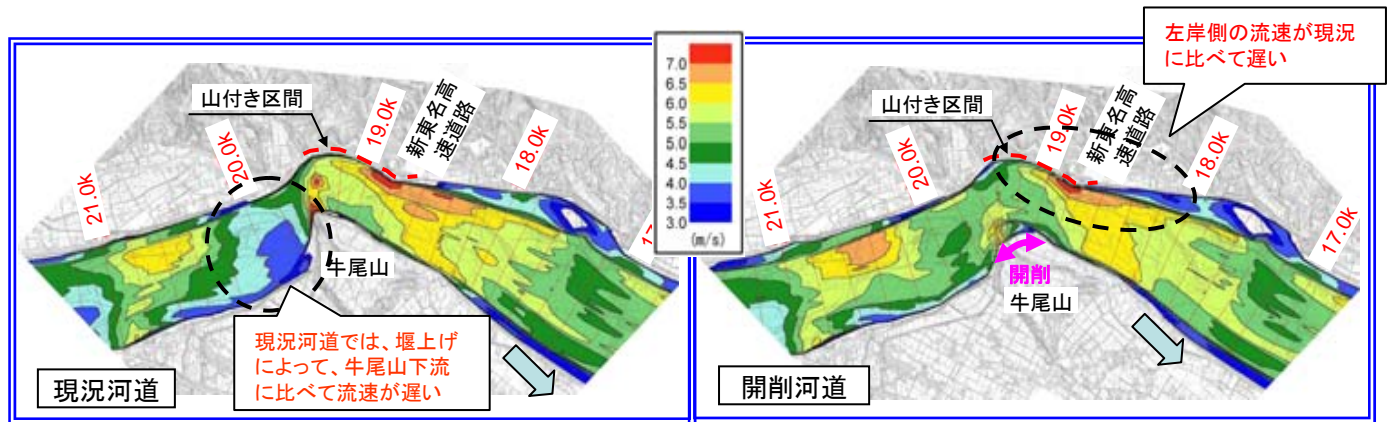 山付き区間
21.0k
20.0k
19.0k
新東名高
速道路
18.0k
17
牛尾山
現況河道では、堰上げ
によって、牛尾山下流
に比べて流速が遅い
現況河道
7.0
6.5
6.0
5.5
5.0
4.5
4.0
3.5
3.0
(m/s)
左岸側の流速が現況
に比べて遅い
山付き区間
21.0k
20.0k
19.0k
新東名高
速道路
18.0k
17.0k
開削
牛尾山
開削河道